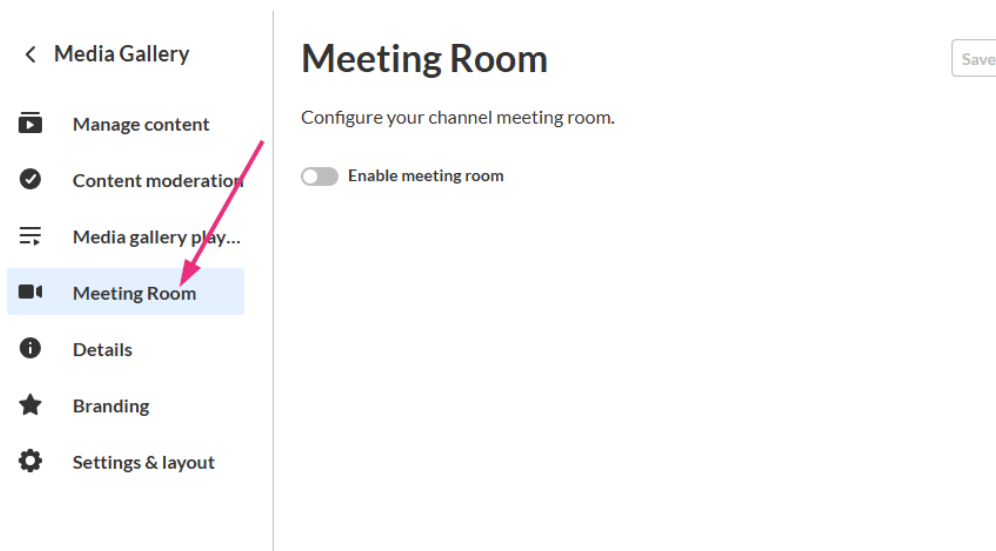 Media Gallery
Manage content
Content moderation
Media gallery play...
Meeting Room
Details
Branding
Settings & layout
Meeting Room
Save
Configure your channel meeting room.
Enable meeting room